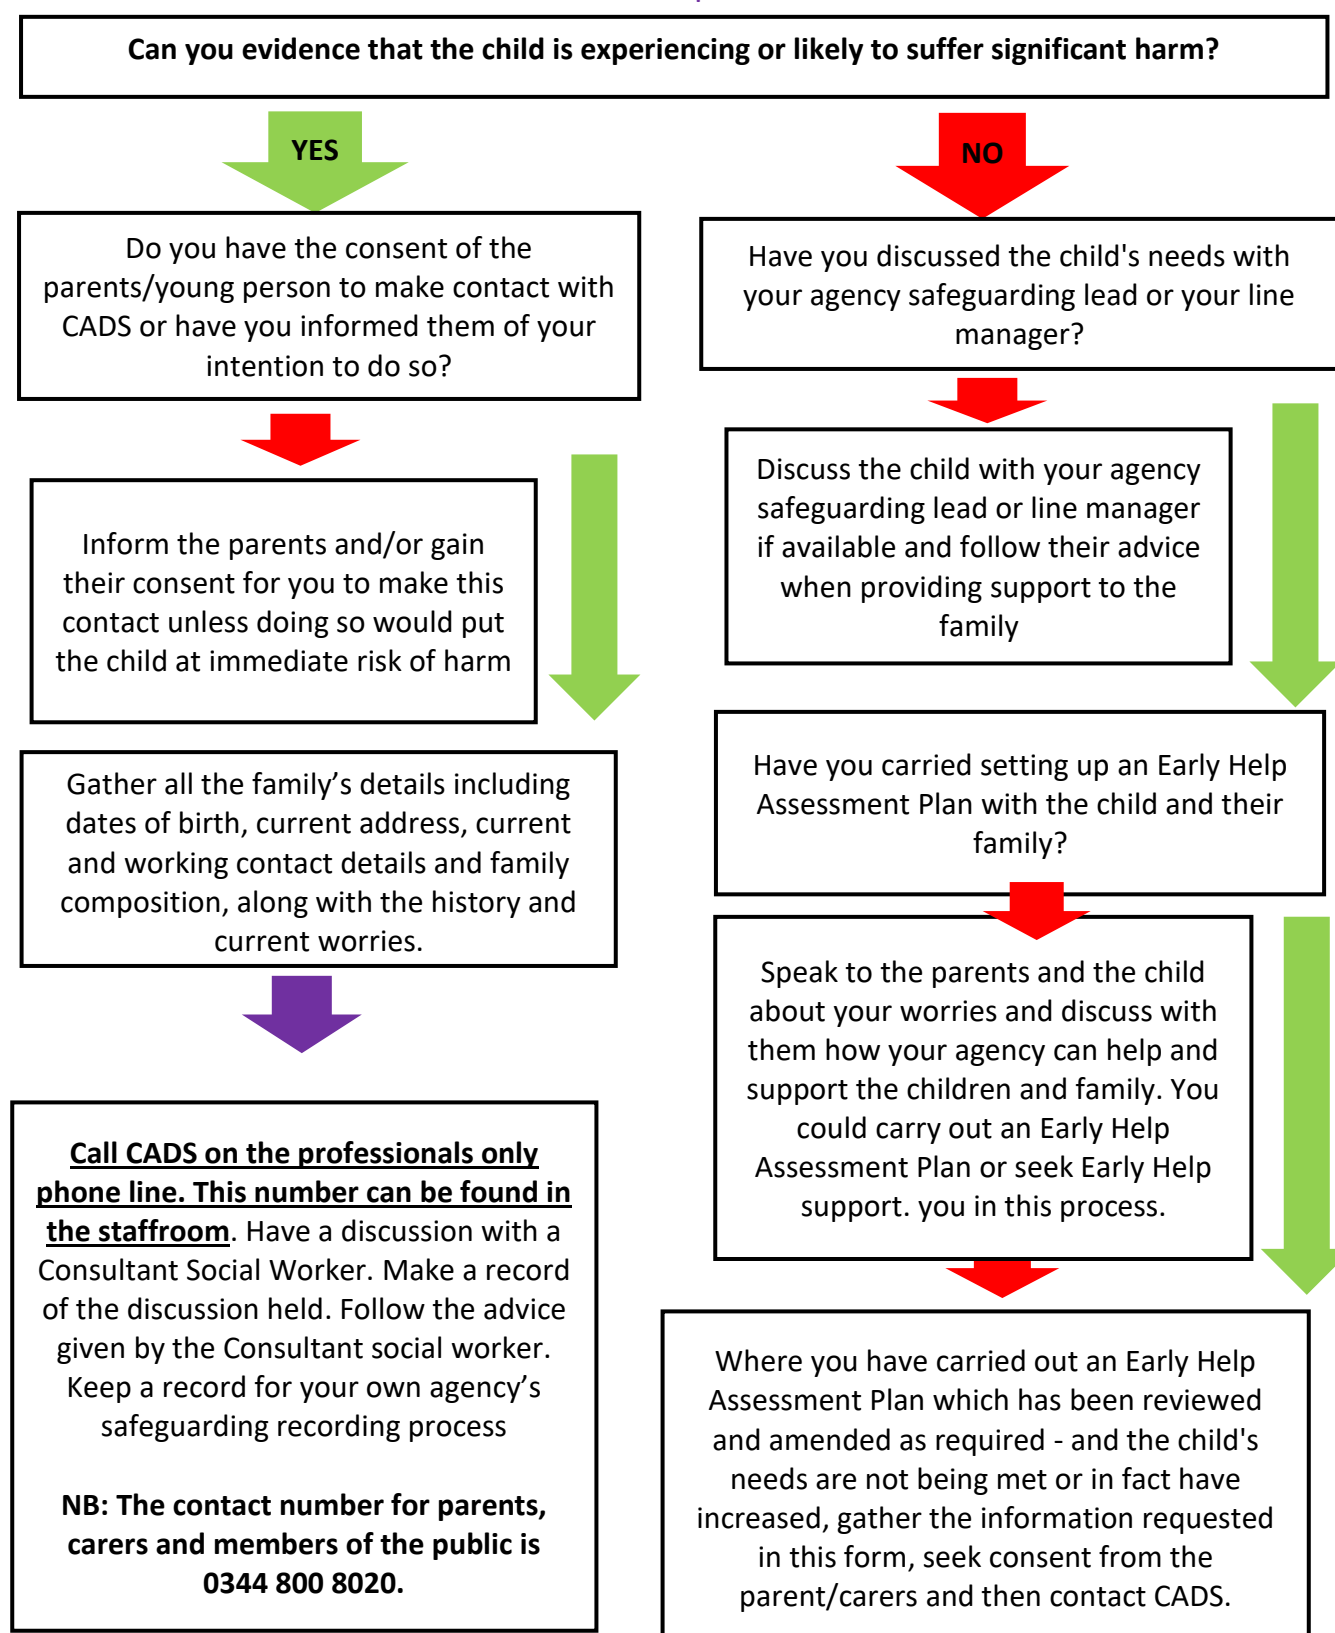 Can you evidence that the child is experiencing or likely to suffer significant harm?
YES
NO
Do you have the consent of the
parents/young person to make contact with
CADS or have you informed them of your
intention to do so?
Inform the parents and/or gain
their consent for you to make this
contact unless doing so would put
the child at immediate risk of harm
Gather all the family’s details including
dates of birth, current address, current
and working contact details and family
composition, along with the history and
current worries.
Call CADS on the professionals only
phone line. This number can be found in
the staffroom. Have a discussion with a
Consultant Social Worker. Make a record
of the discussion held. Follow the advice
given by the Consultant social worker.
Keep a record for your own agency’s
safeguarding recording process
NB: The contact number for parents,
carers and members of the public is
0344 800 8020.
Have you discussed the child's needs with
your agency safeguarding lead or your line
manager?
Discuss the child with your agency
safeguarding lead or line manager
if available and follow their advice
when providing support to the
family
Have you carried setting up an Early Help
Assessment Plan with the child and their
family?
Speak to the parents and the child
about your worries and discuss with
them how your agency can help and
support the children and family. You
could carry out an Early Help
Assessment Plan or seek Early Help
support. you in this process.
Where you have carried out an Early Help
Assessment Plan which has been reviewed
and amended as required - and the child's
needs are not being met or in fact have
increased, gather the information requested
in this form, seek consent from the
parent/carers and then contact CADS.